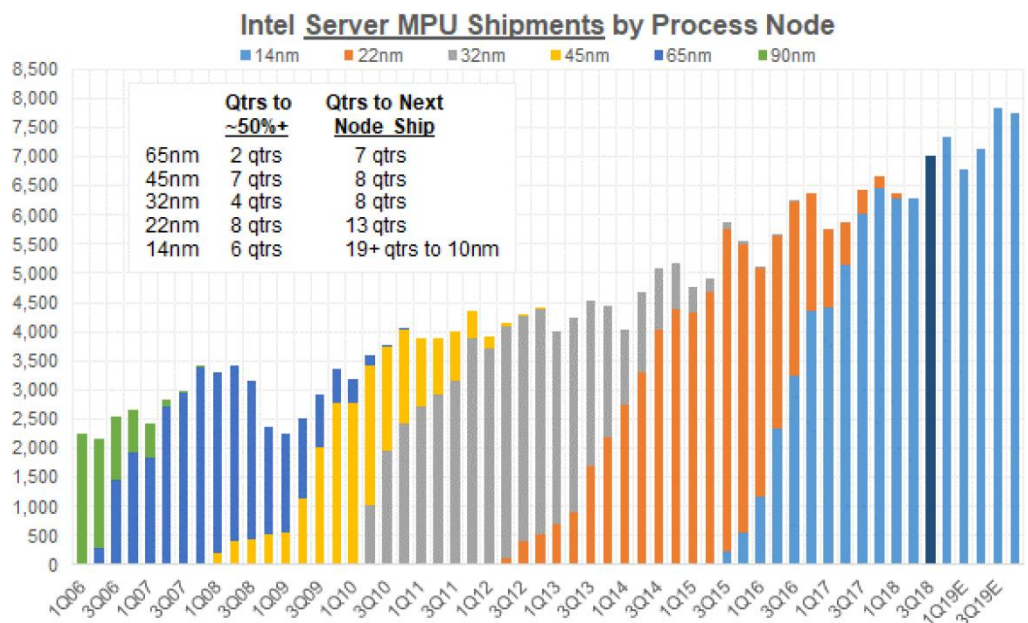 Intel Server MPU Shipments by Process Node
14nm 22nm 32nm 45nm 65nm 90nm
8,500
8,000
7,500
7,000
6,500
6,000
5,500
5,000
4,500
4,000
3,500
3,000
2,500
2,000
1,500
1,000
500
0
Qtrs to Qtrs to Next
~50%+ Node Ship
65nm 2 qtrs 7 qtrs
45nm 7 qtrs 8 qtrs
32nm 4 qtrs 8 qtrs
22nm 8 qtrs 13 qtrs
14nm 6 qtrs 19+ qtrs to 10nm
1Q06 3Q06 1Q07 3Q07 1Q08 3Q08 1Q09 3Q09 1Q10 3Q10 1Q11 3Q11 1Q12 3Q12 1Q13 3Q13 1Q14 3Q14 1Q15 3Q15 1Q16 3Q16 1Q17 3Q17 1Q18 3Q18 1Q19E 3Q19E